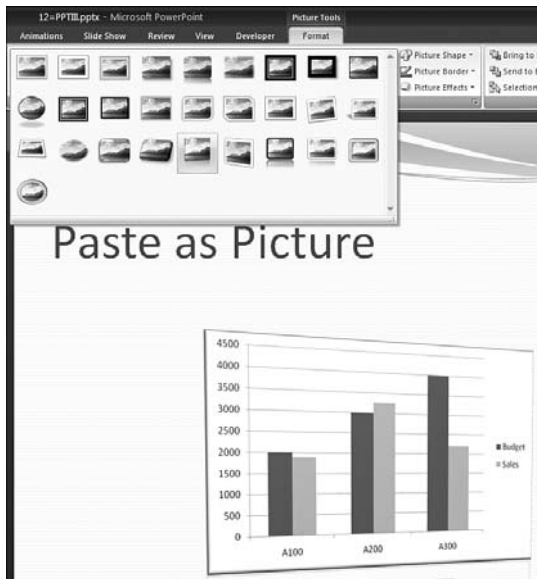 12=PPTIII.pptx - Microsoft PowerPoint
Picture Tools
Animations Slide Show Review View Developer Format
Picture Shape
Picture Border
Picture Effects
Bring to
Send to
Selection
Paste as Picture
4500
4000
3500
3000
2500
2000
1500
1000
500
0
A100 A200 A300
Budget
Sales